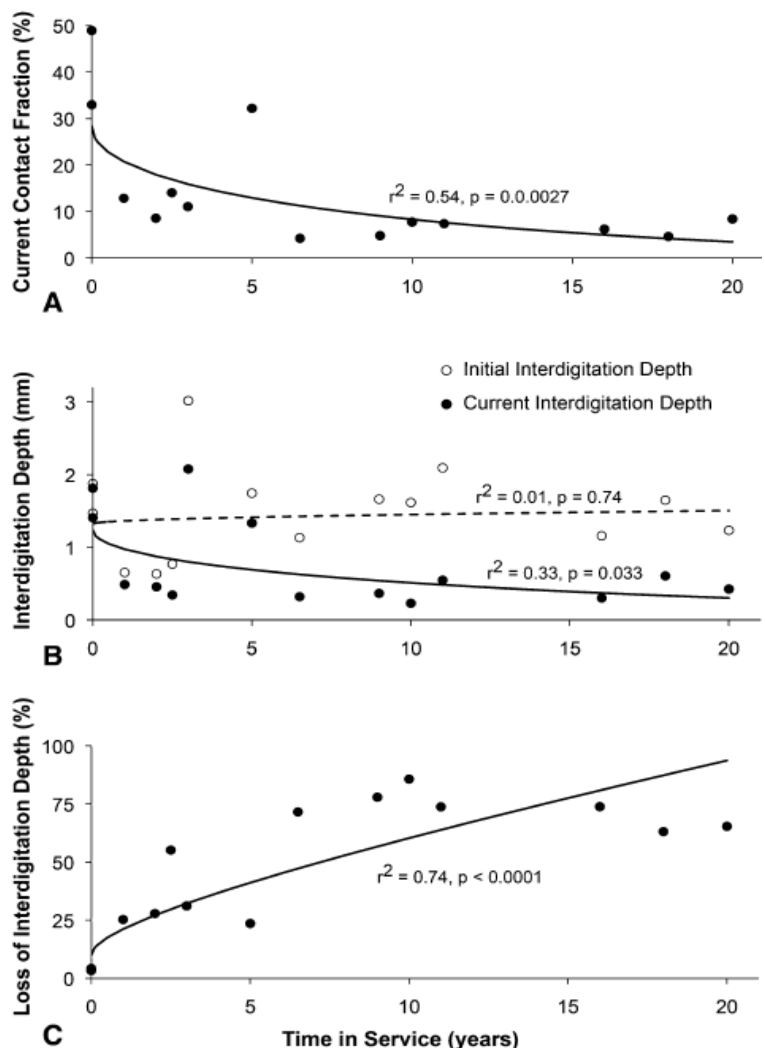 Current Contact Fraction (%)
50
40
30
20
10
0
r2 = 0.54, p = 0.0.0027
0 5 10 15 20
A
Interdigitation Depth (mm)
○ Initial Interdigitation Depth
● Current Interdigitation Depth
3
2
1
0
r2 = 0.01, p = 0.74
r2 = 0.33, p = 0.033
0 5 10 15 20
B
Loss of Interdigitation Depth (%)
100
75
50
25
0
r2 = 0.74, p < 0.0001
0 5 10 15 20
C
Time in Service (years)